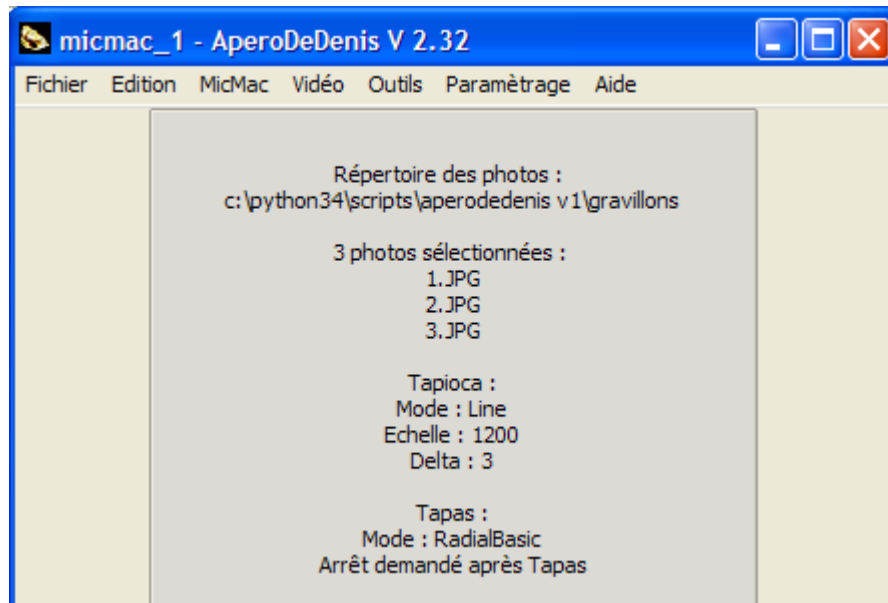 micmac_1 - AperoDeDenis V 2.32
Fichier Edition MicMac Vidéo Outils Paramètrage Aide
Répertoire des photos :
c:\python34\scripts\aperodedenis v1\gravillons
3 photos sélectionnées :
1.JPG
2.JPG
3.JPG
Tapioca :
Mode : Line
Echelle : 1200
Delta : 3
Tapas :
Mode : RadialBasic
Arrêt demandé après Tapas